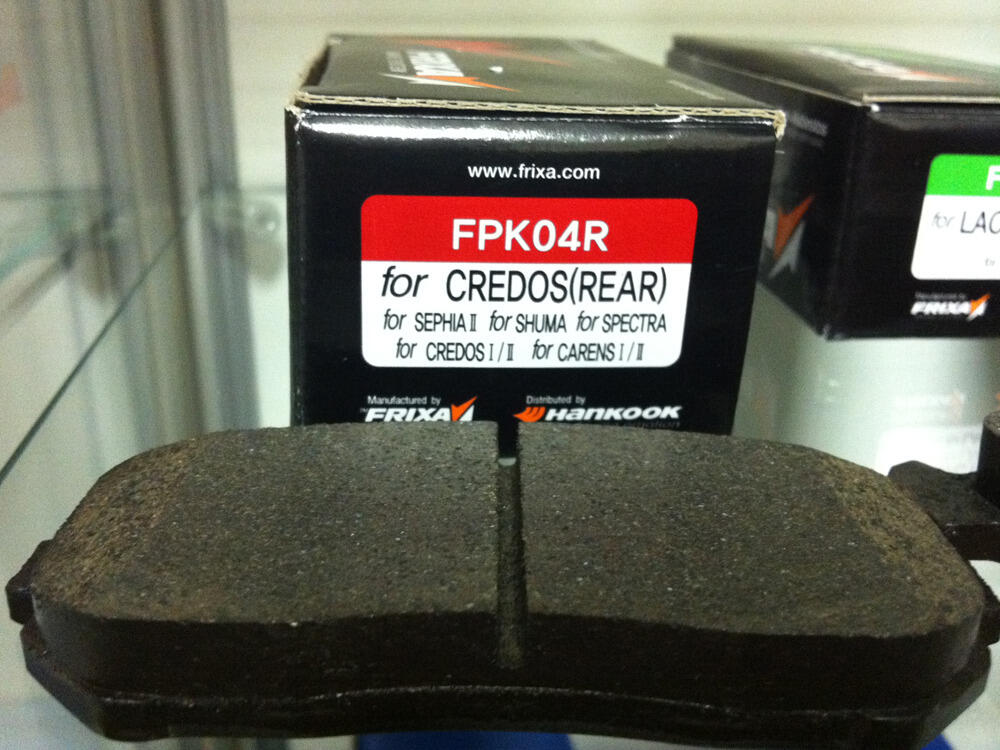 www.frixa.com
FPK04R
for CREDOS(REAR)
for SEPHIA II for SHUMA for SPECTRA
for CREDOS I / II for CARENS I / II
Manufactured by
FRIXA
Distributed by
HANKOOK
for
Manufactured by
FRIXA